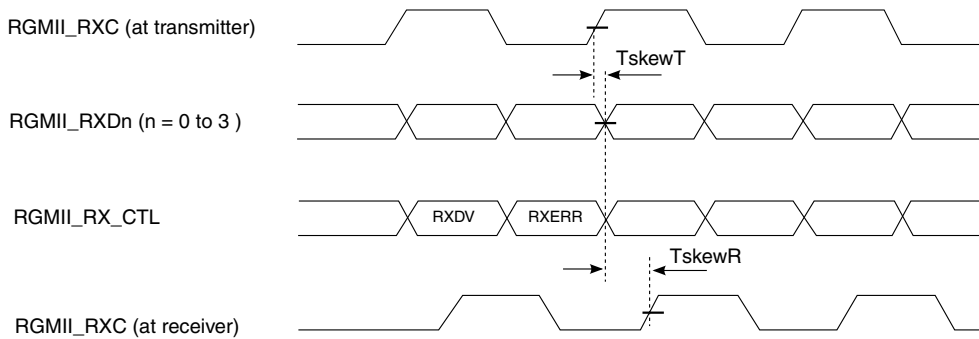 RGMII_RXC (at transmitter)
TskewT
RGMII_RXDn (n = 0 to 3 )
RGMII_RX_CTL
RXDV
RXERR
TskewR
RGMII_RXC (at receiver)